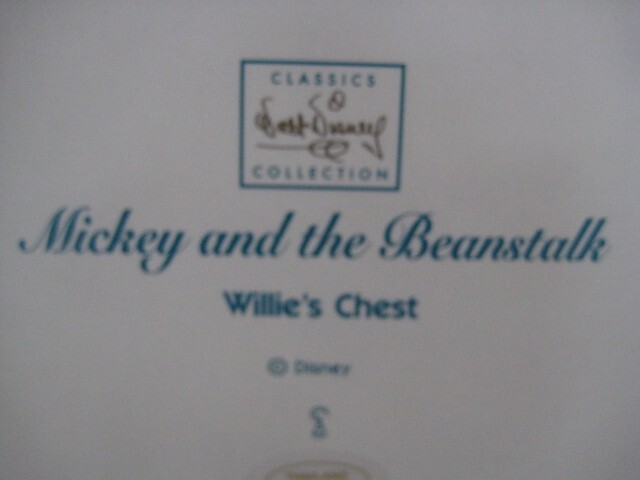 CLASSICS
Walt Disney
COLLECTION
Mickey and the Beanstalk
Willie's Chest
© Disney